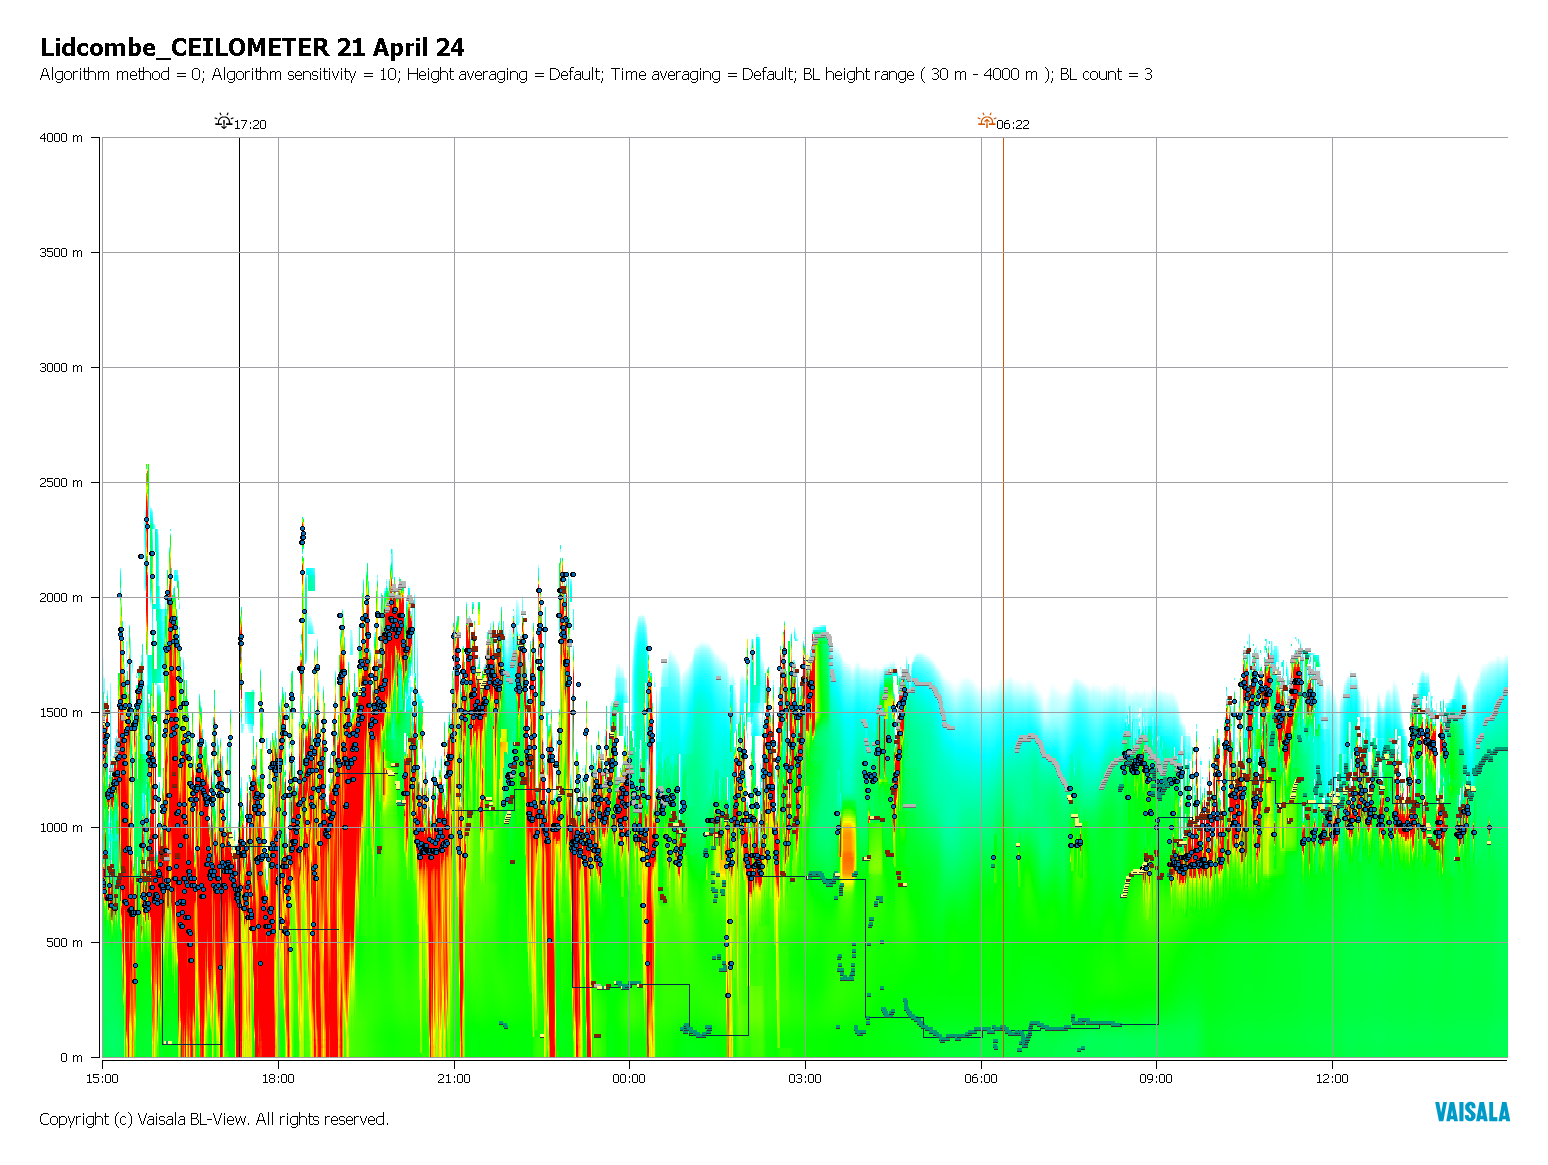 Lidcombe_CEILOMETER 21 April 24
Algorithm method = 0; Algorithm sensitivity = 10; Height averaging = Default; Time averaging = Default; BL height range ( 30 m - 4000 m ); BL count = 3
17:20
06:22
4000 m
3500 m
3000 m
2500 m
2000 m
1500 m
1000 m
500 m
0 m
15:00
18:00
21:00
00:00
03:00
06:00
09:00
12:00
Copyright (c) Vaisala BL-View. All rights reserved.
VAISALA